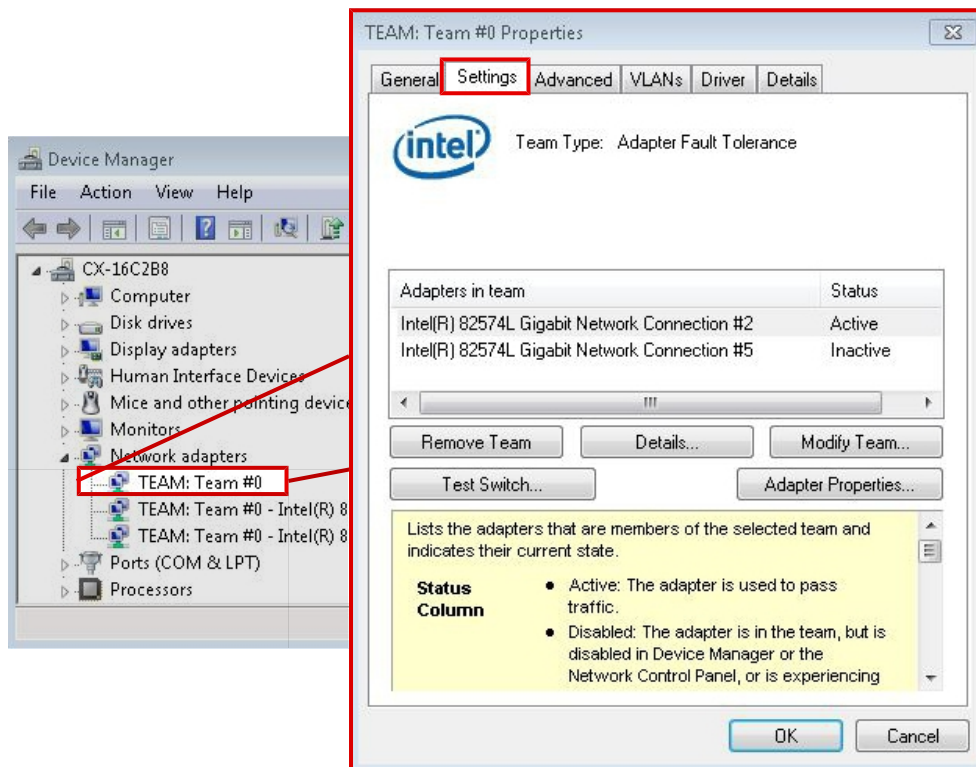 TEAM: Team #0 Properties
General Settings Advanced VLANs Driver Details
intel
Team Type: Adapter Fault Tolerance
Adapters in team Status
Intel(R) 82574L Gigabit Network Connection #2 Active
Intel(R) 82574L Gigabit Network Connection #5 Inactive
Remove Team Details... Modify Team...
Test Switch... Adapter Properties...
Lists the adapters that are members of the selected team and
indicates their current state.
Status
Column
Active: The adapter is used to pass
traffic.
Disabled: The adapter is in the team, but is
disabled in Device Manager or the
Network Control Panel, or is experiencing
OK Cancel
Device Manager
File Action View Help
CX-16C2B8
Computer
Disk drives
Display adapters
Human Interface Devices
Mice and other pointing device
Monitors
Network adapters
TEAM: Team #0
TEAM: Team #0 - Intel(R) 8
TEAM: Team #0 - Intel(R) 8
Ports (COM & LPT)
Processors